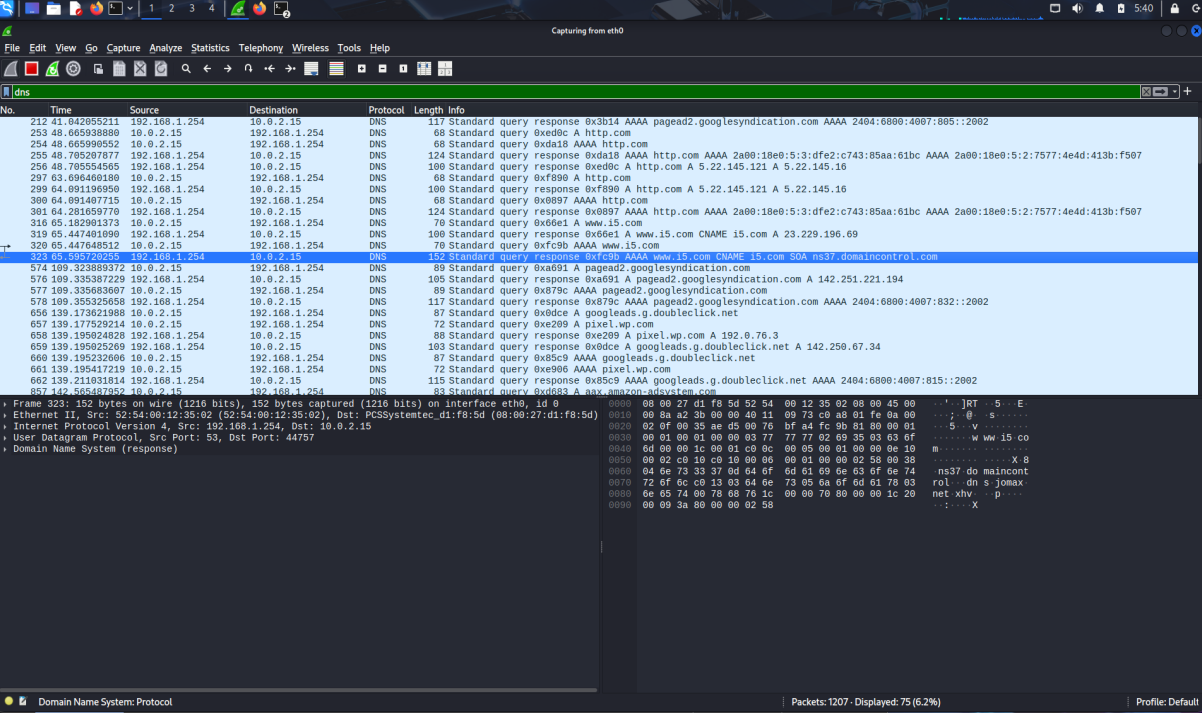 1 2 3 4 2 5:40
Capturing from eth0
File Edit View Go Capture Analyze Statistics Telephony Wireless Tools Help
dns
No. Time Source Destination Protocol Length Info
212 41.042055211 192.168.1.254 10.0.2.15 DNS 117 Standard query response 0x3b14 AAAA pagead2.googlesyndication.com AAAA 2404:6800:4007:805::2002
253 48.665938880 10.0.2.15 192.168.1.254 DNS 68 Standard query 0xed0c A http.com
254 48.665990552 10.0.2.15 192.168.1.254 DNS 68 Standard query 0xda18 AAAA http.com
255 48.705207877 192.168.1.254 10.0.2.15 DNS 124 Standard query response 0xda18 AAAA http.com AAAA 2a00:18e0:5:3:dfe2:c743:85aa:61bc AAAA 2a00:18e0:5:2:7577:4e4d:413b:f507
256 48.705554565 192.168.1.254 10.0.2.15 DNS 100 Standard query response 0xed0c A http.com A 5.22.145.121 A 5.22.145.16
297 63.696460180 10.0.2.15 192.168.1.254 DNS 68 Standard query 0xf890 A http.com
299 64.091196950 192.168.1.254 10.0.2.15 DNS 100 Standard query response 0xf890 A http.com A 5.22.145.121 A 5.22.145.16
300 64.091407715 10.0.2.15 192.168.1.254 DNS 68 Standard query 0x0897 AAAA http.com
301 64.281659770 192.168.1.254 10.0.2.15 DNS 124 Standard query response 0x0897 AAAA http.com AAAA 2a00:18e0:5:3:dfe2:c743:85aa:61bc AAAA 2a00:18e0:5:2:7577:4e4d:413b:f507
316 65.182901373 10.0.2.15 192.168.1.254 DNS 70 Standard query 0x66e1 A www.i5.com
319 65.447401090 192.168.1.254 10.0.2.15 DNS 100 Standard query response 0x66e1 A www.i5.com CNAME i5.com A 23.229.196.69
320 65.447648512 10.0.2.15 192.168.1.254 DNS 70 Standard query 0xfc9b AAAA www.i5.com
323 65.595720255 192.168.1.254 10.0.2.15 DNS 152 Standard query response 0xfc9b AAAA www.i5.com CNAME i5.com SOA ns37.domaincontrol.com
574 109.323889372 10.0.2.15 192.168.1.254 DNS 89 Standard query 0xa691 A pagead2.googlesyndication.com
576 109.335387229 192.168.1.254 10.0.2.15 DNS 105 Standard query response 0xa691 A pagead2.googlesyndication.com A 142.251.221.194
577 109.335683607 10.0.2.15 192.168.1.254 DNS 89 Standard query 0x879c AAAA pagead2.googlesyndication.com
578 109.355325658 192.168.1.254 10.0.2.15 DNS 117 Standard query response 0x879c AAAA pagead2.googlesyndication.com AAAA 2404:6800:4007:832::2002
656 139.173621988 10.0.2.15 192.168.1.254 DNS 87 Standard query 0x0dce A googleads.g.doubleclick.net
657 139.177529214 10.0.2.15 192.168.1.254 DNS 72 Standard query 0xe209 A pixel.wp.com
658 139.195024828 192.168.1.254 10.0.2.15 DNS 88 Standard query response 0xe209 A pixel.wp.com A 192.0.76.3
659 139.195025269 192.168.1.254 10.0.2.15 DNS 103 Standard query response 0x0dce A googleads.g.doubleclick.net A 142.250.67.34
660 139.195232606 10.0.2.15 192.168.1.254 DNS 87 Standard query 0x85c9 AAAA googleads.g.doubleclick.net
661 139.195417219 10.0.2.15 192.168.1.254 DNS 72 Standard query 0xe906 AAAA pixel.wp.com
662 139.211031814 192.168.1.254 10.0.2.15 DNS 115 Standard query response 0x85c9 AAAA googleads.g.doubleclick.net AAAA 2404:6800:4007:815::2002
857 142.565487952 10.0.2.15 192.168.1.254 DNS 83 Standard query 0xd683 A aax.amazon-adsystem.com
Frame 323: 152 bytes on wire (1216 bits), 152 bytes captured (1216 bits) on interface eth0, id 0
Ethernet II, Src: 52:54:00:12:35:02 (52:54:00:12:35:02), Dst: PCSSystemtec_d1:f8:5d (08:00:27:d1:f8:5d)
Internet Protocol Version 4, Src: 192.168.1.254, Dst: 10.0.2.15
User Datagram Protocol, Src Port: 53, Dst Port: 44757
Domain Name System (response)
0000 08 00 27 d1 f8 5d 52 54 00 12 35 02 08 00 45 00 ··'··]RT ··5···E·
0010 00 8a a2 3b 00 00 40 11 09 73 c0 a8 01 fe 0a 00 ···;··@· ·s······
0020 02 0f 00 35 ae d5 00 76 bf a4 fc 9b 81 80 00 01 ···5···v ········
0030 00 01 00 01 00 00 03 77 77 77 02 69 35 03 63 6f ·······w ww·i5·co
0040 6d 00 00 1c 00 01 c0 0c 00 05 00 01 00 00 0e 10 m······· ········
0050 00 02 c0 10 c0 10 00 06 00 01 00 00 02 58 00 38 ········ ·····X·8
0060 04 6e 73 33 37 0d 64 6f 6d 61 69 6e 63 6f 6e 74 ·ns37·do maincont
0070 72 6f 6c c0 13 03 64 6e 73 05 6a 6f 6d 61 78 03 rol···dn s·jomax·
0080 6e 65 74 00 78 68 76 1c 00 00 70 80 00 00 1c 20 net·xhv· ··p····
0090 00 09 3a 80 00 00 02 58 ··:····X
Domain Name System: Protocol Packets: 1207 · Displayed: 75 (6.2%) Profile: Default